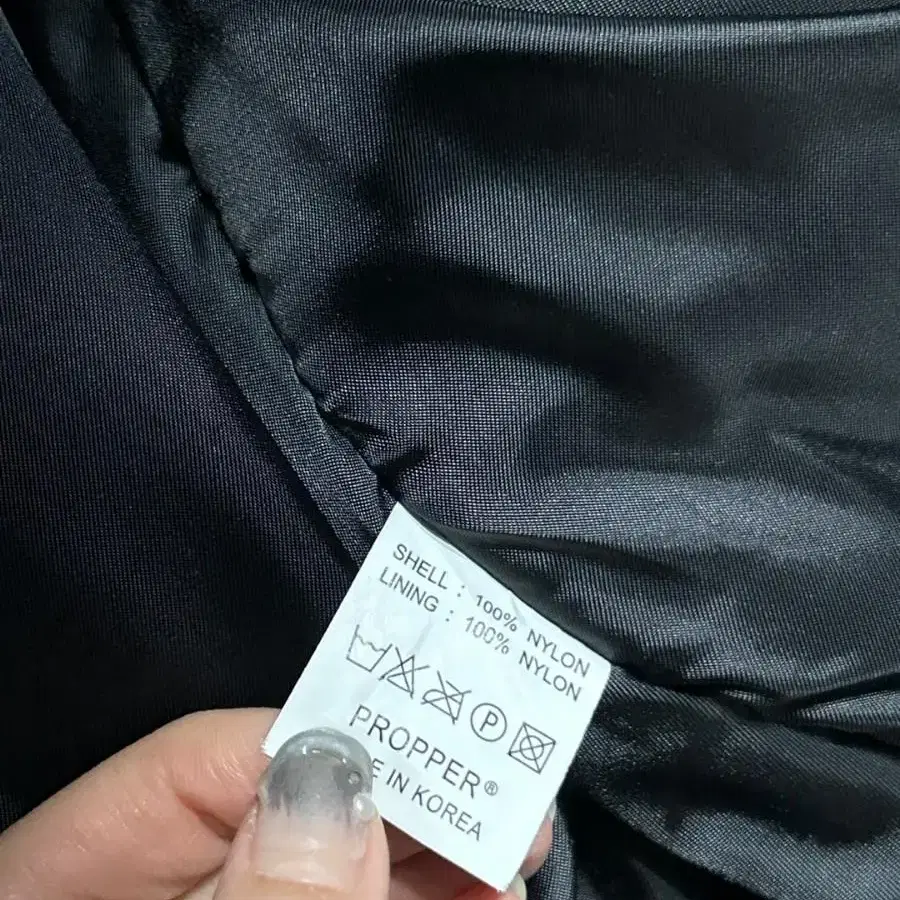 SHELL : 100% NYLON
LINING : 100% NYLON
P
PROPPER®
E IN KOREA